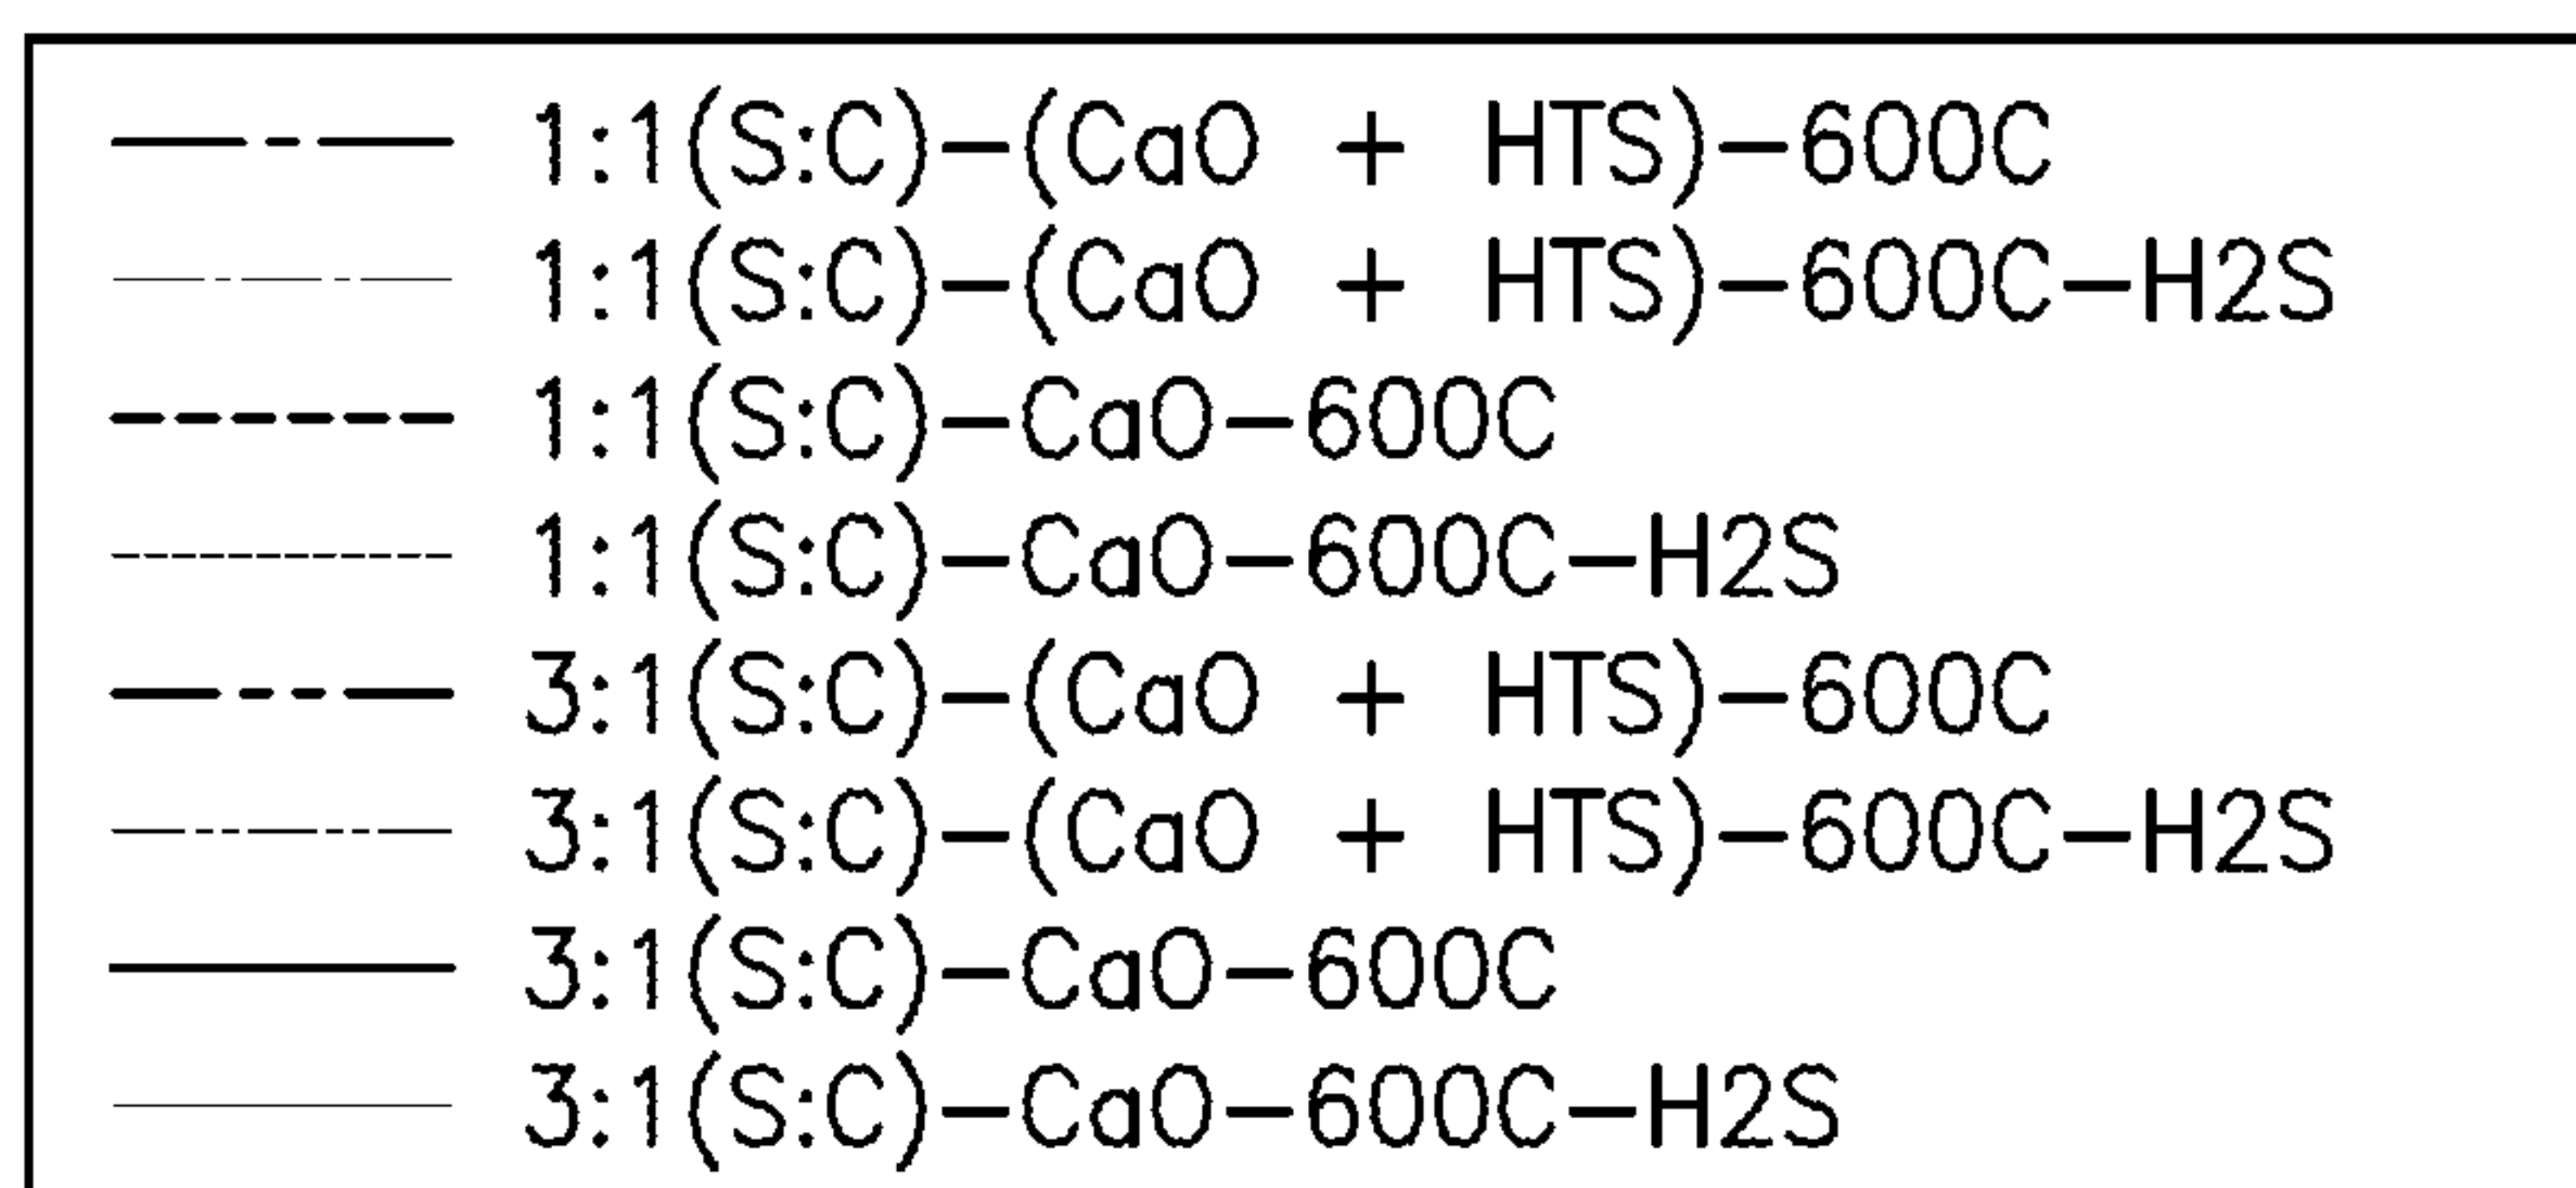 1:1(S:C)–(CaO + HTS)–600C
1:1(S:C)–(CaO + HTS)–600C–H2S
1:1(S:C)–CaO–600C
1:1(S:C)–CaO–600C–H2S
3:1(S:C)–(CaO + HTS)–600C
3:1(S:C)–(CaO + HTS)–600C–H2S
3:1(S:C)–CaO–600C
3:1(S:C)–CaO–600C–H2S